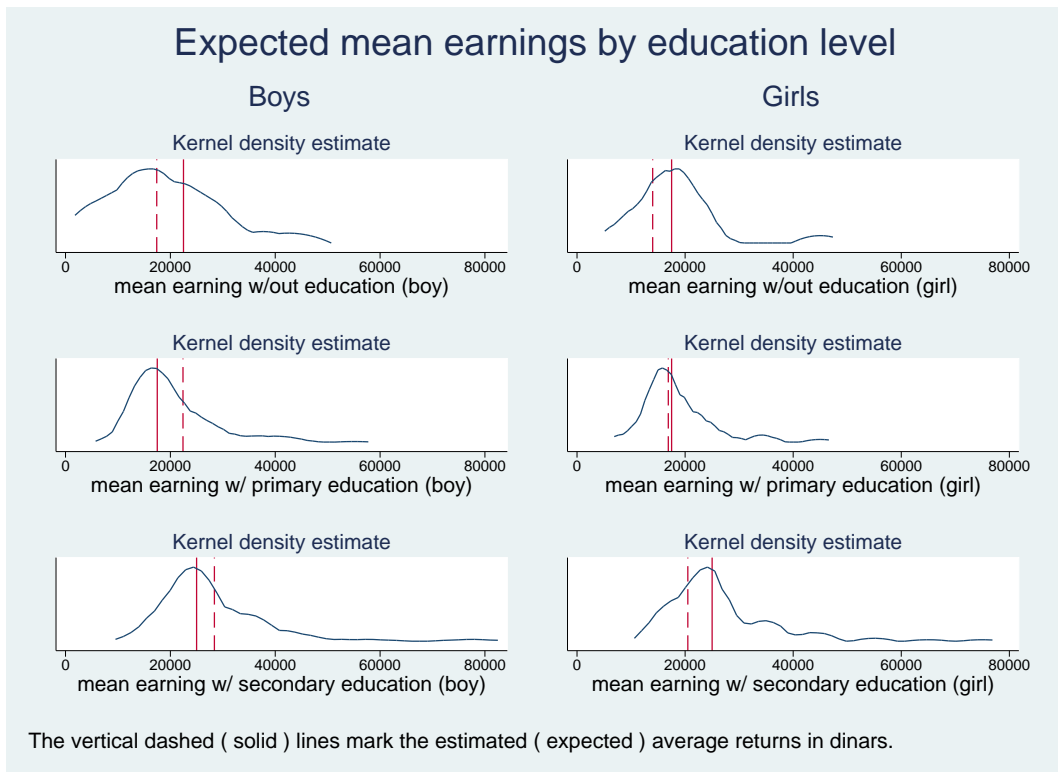 Expected mean earnings by education level
Boys
Girls
Kernel density estimate
Kernel density estimate
0 20000 40000 60000 80000
0 20000 40000 60000 80000
mean earning w/out education (boy)
mean earning w/out education (girl)
Kernel density estimate
Kernel density estimate
0 20000 40000 60000 80000
0 20000 40000 60000 80000
mean earning w/ primary education (boy)
mean earning w/ primary education (girl)
Kernel density estimate
Kernel density estimate
0 20000 40000 60000 80000
0 20000 40000 60000 80000
mean earning w/ secondary education (boy)
mean earning w/ secondary education (girl)
The vertical dashed ( solid ) lines mark the estimated ( expected ) average returns in dinars.